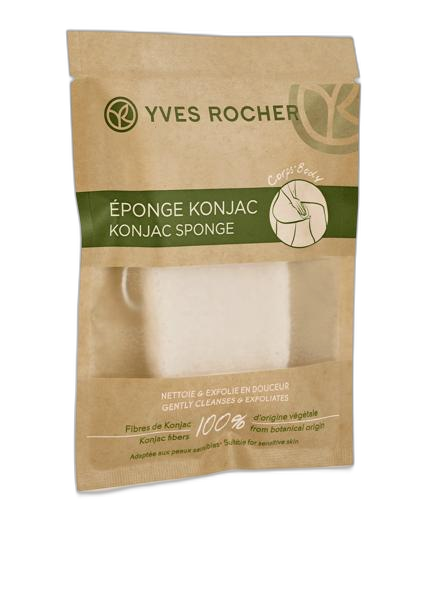 YVES ROCHER
Corps • Body
ÉPONGE KONJAC
KONJAC SPONGE
NETTOIE & EXFOLIE EN DOUCEUR
GENTLY CLEANSES & EXFOLIATES
Fibres de Konjac 100% d'origine végétale
Konjac fibers from botanical origin
Adaptée aux peaux sensibles • Suitable for sensitive skin